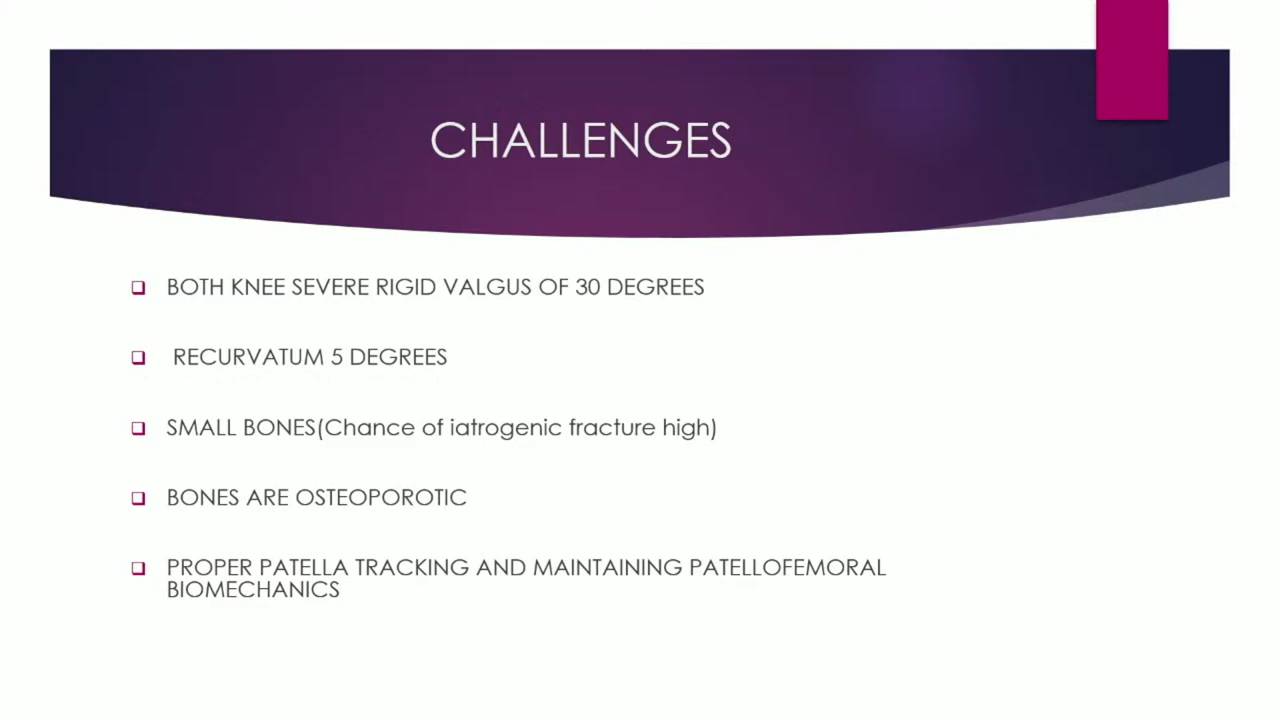 CHALLENGES
BOTH KNEE SEVERE RIGID VALGUS OF 30 DEGREES
RECURVATUM 5 DEGREES
SMALL BONES(Chance of iatrogenic fracture high)
BONES ARE OSTEOPOROTIC
PROPER PATELLA TRACKING AND MAINTAINING PATELLOFEMORAL
BIOMECHANICS